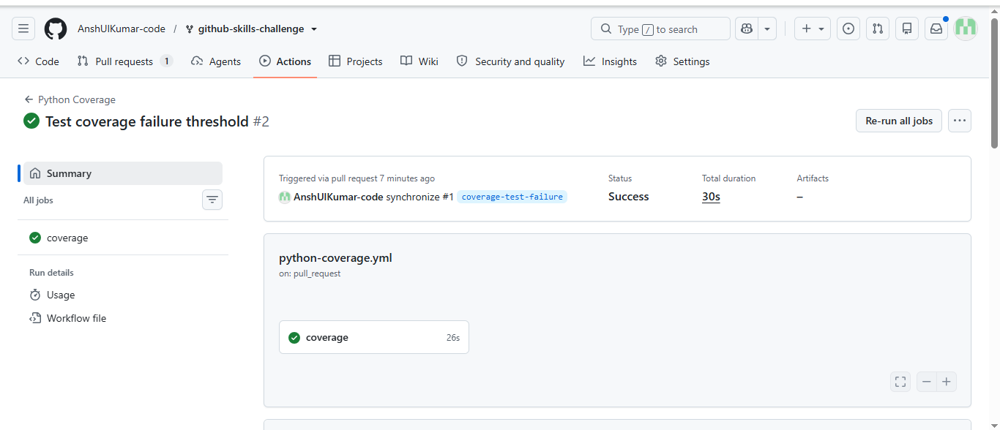 AnshUlKumar-code / github-skills-challenge
Type / to search
Code Pull requests 1 Agents Actions Projects Wiki Security and quality Insights Settings
Python Coverage
Test coverage failure threshold #2
Re-run all jobs
Summary
All jobs
coverage
Run details
Usage
Workflow file
Triggered via pull request 7 minutes ago
AnshUlKumar-code synchronize #1 coverage-test-failure
Status
Success
Total duration
30s
Artifacts
–
python-coverage.yml
on: pull_request
coverage 26s